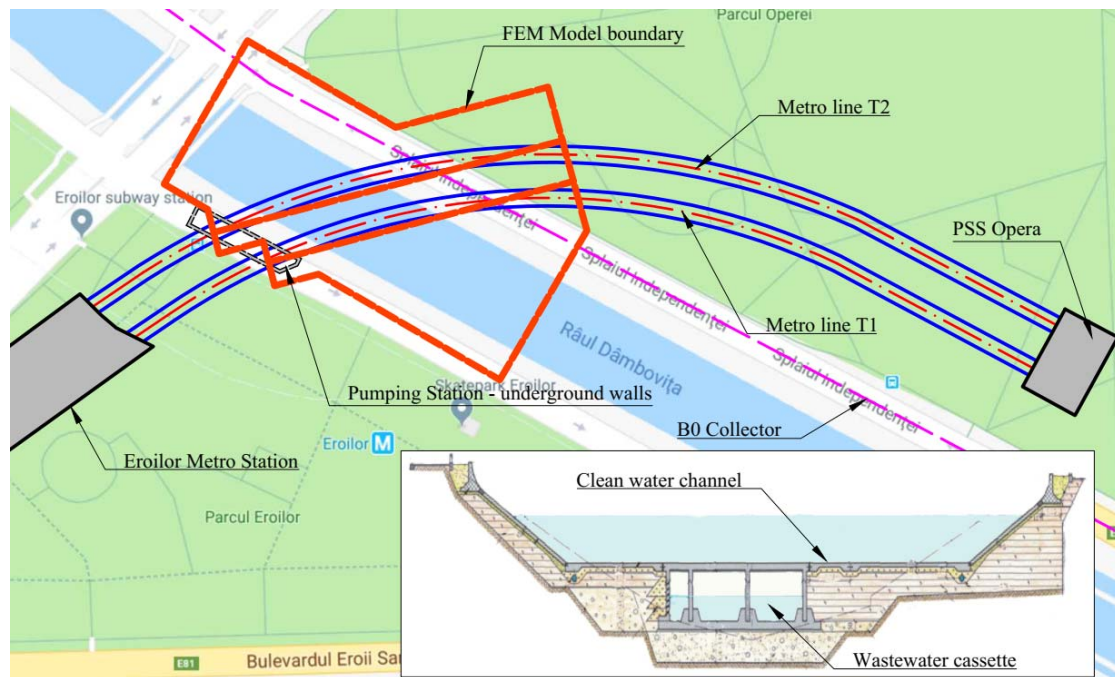 Parcul Operei
FEM Model boundary
Metro line T2
Splaiul Independenței
Eroilor subway station
PSS Opera
Splaiul Independenței
Metro line T1
Râul Dâmbovița
Splaiul Independenței
Skatepark Eroilor
Pumping Station - underground walls
B0 Collector
Eroilor
M
Eroilor Metro Station
Clean water channel
Parcul Eroilor
Wastewater cassette
E81
Bulevardul Eroii Sa